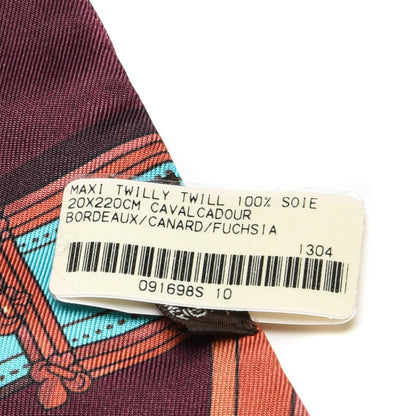 MAXI TWILLY TWILL 100% SOIE
20X220CM CAVALCADOUR
BORDEAUX/CANARD/FUCHSIA
1304
091698S 10